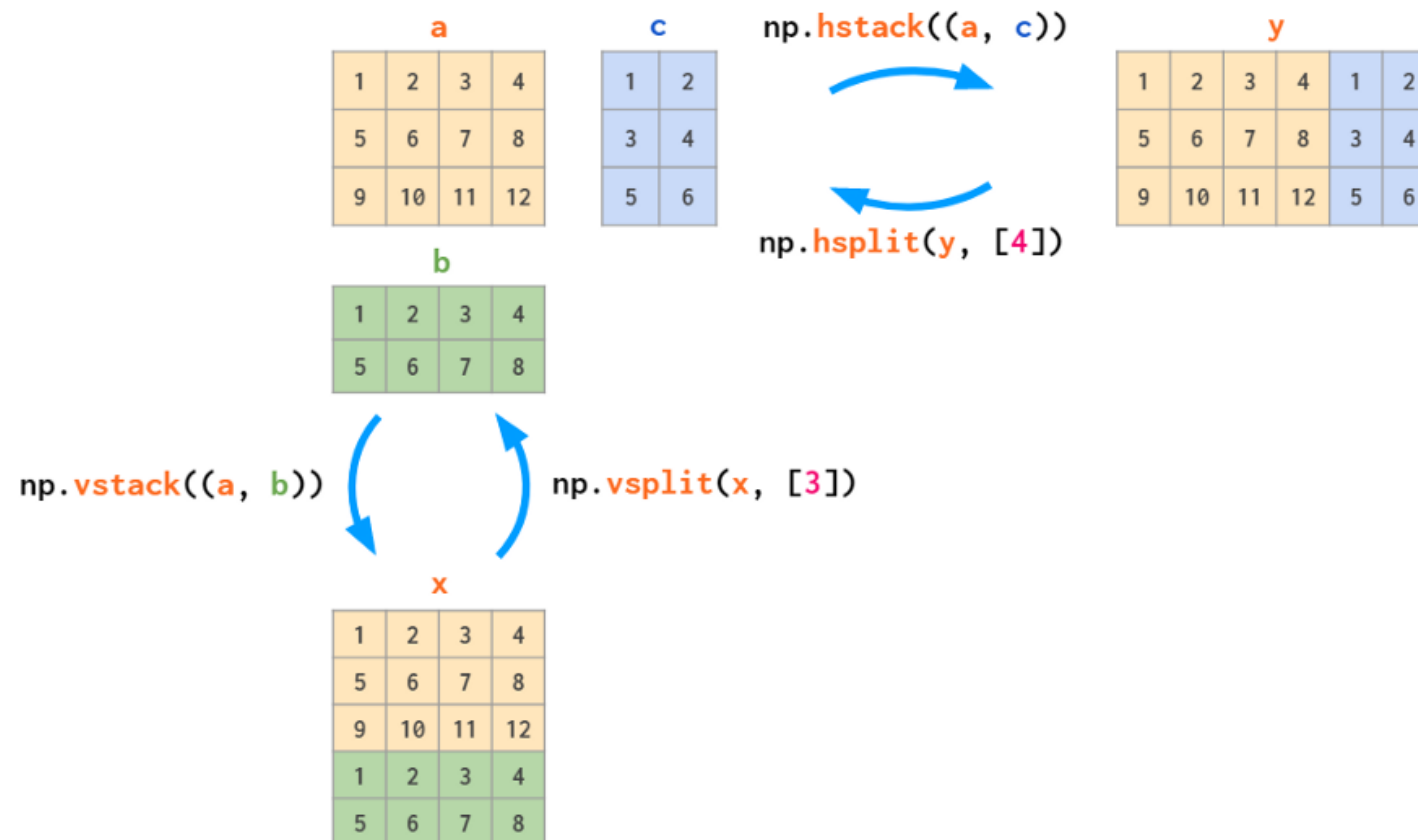 a
1 2 3 4
5 6 7 8
9 10 11 12
c
1 2
3 4
5 6
np.hstack((a, c))
np.hsplit(y, [4])
y
1 2 3 4 1 2
5 6 7 8 3 4
9 10 11 12 5 6
b
1 2 3 4
5 6 7 8
np.vstack((a, b))
np.vsplit(x, [3])
x
1 2 3 4
5 6 7 8
9 10 11 12
1 2 3 4
5 6 7 8